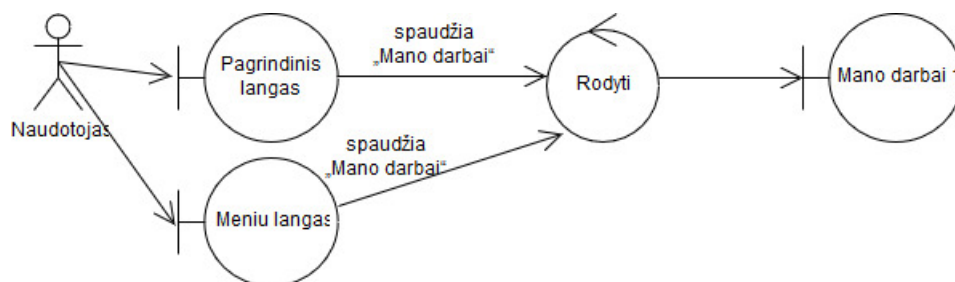 spaudžia
„Mano darbai“
Pagrindinis
langas
Rodyti
Mano darbai
Naudotojas
spaudžia
„Mano darbai“
Meniu langas